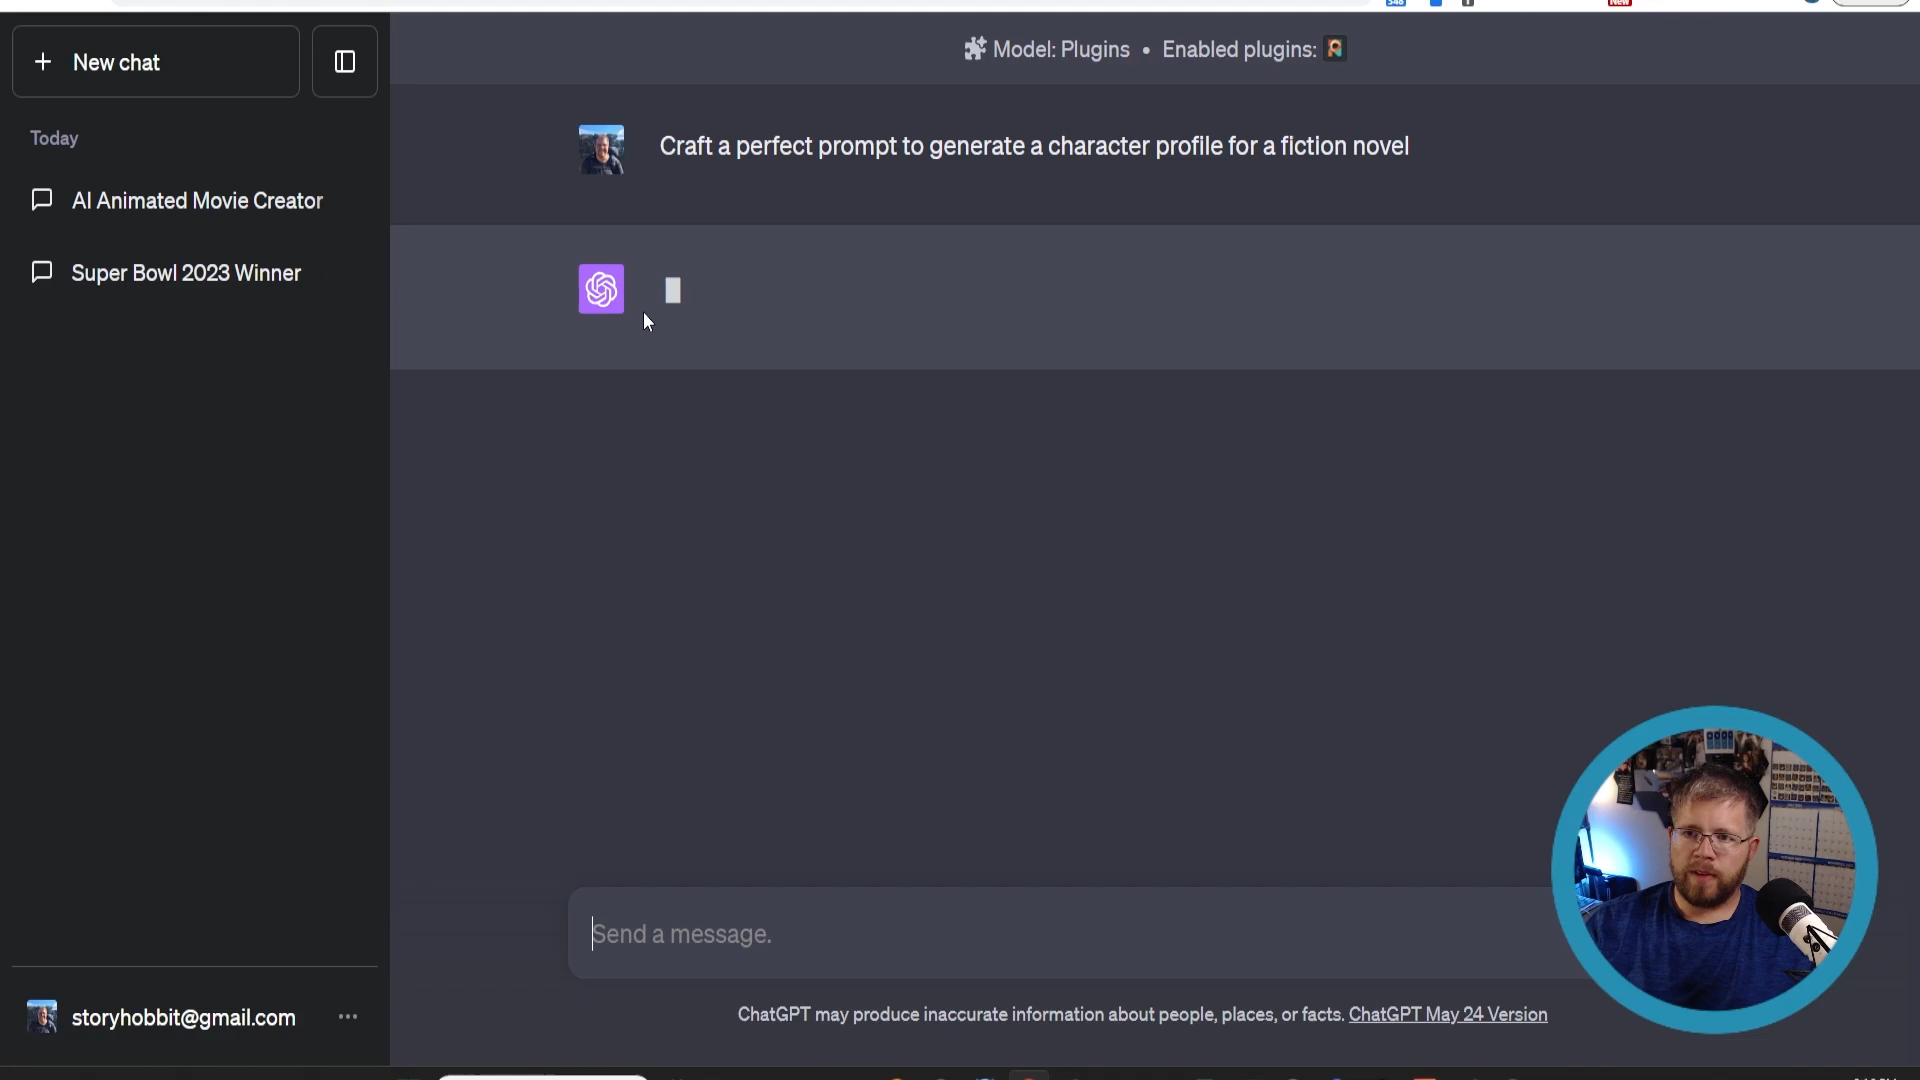 New chat
Today
AI Animated Movie Creator
Super Bowl 2023 Winner
storyhobbit@gmail.com
Model: Plugins • Enabled plugins:
Craft a perfect prompt to generate a character profile for a fiction novel
Send a message.
ChatGPT may produce inaccurate information about people, places, or facts. ChatGPT May 24 Version